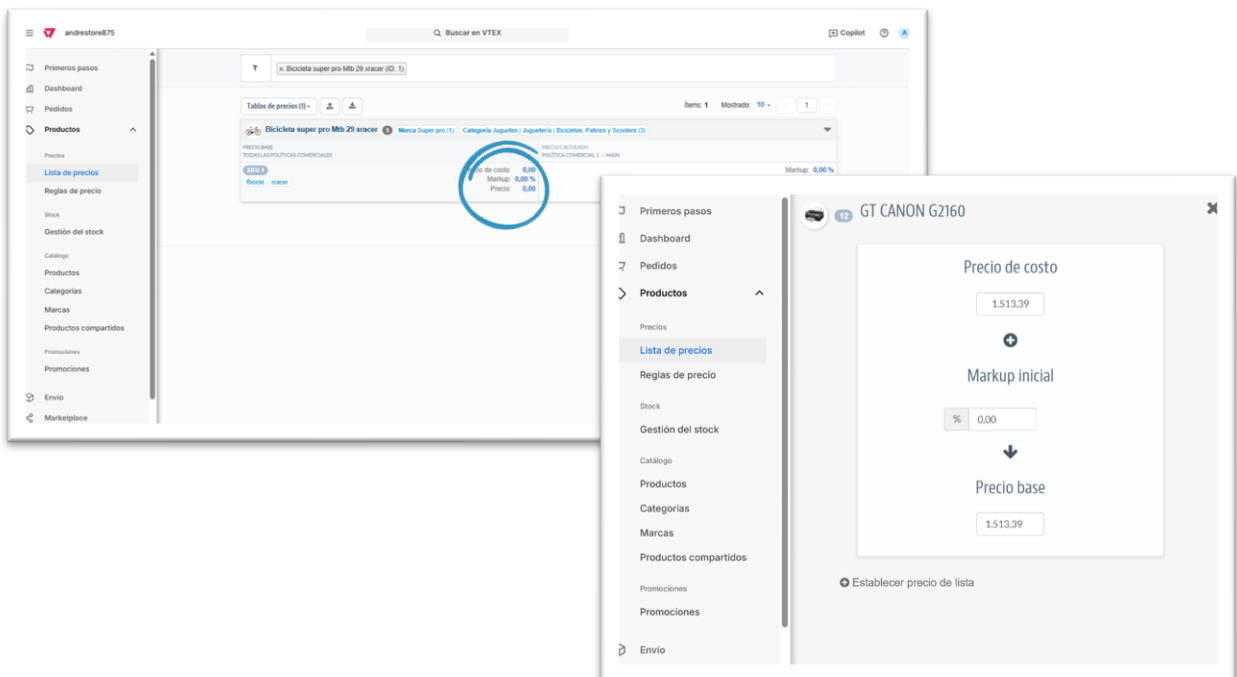 andrestore875
Buscar en VTEX
Copilot
A
Primeros pasos
Dashboard
Pedidos
Productos
Precios
Lista de precios
Reglas de precio
Stock
Gestión del stock
Catálogo
Productos
Categorías
Marcas
Productos compartidos
Promociones
Promociones
Envío
Marketplace
× Bicicleta super pro Mtb 29 xracer (ID: 1)
Tablas de precios (1)
Ítems: 1 Mostrado: 10 1
Bicicleta super pro Mtb 29 xracer 1 Marca Super pro (1) Categoría Juguetes | Juguetería | Bicicletas, Patines y Scooters (3)
PRECIO BASE
TODAS LAS POLÍTICAS COMERCIALES
PRECIO CALCULADO
POLÍTICA COMERCIAL 1 — MAIN
SKU 1
Bicicle... xracer
de costo: 0,00
Markup: 0,00 %
Precio: 0,00
Markup: 0,00 %
Primeros pasos
Dashboard
Pedidos
Productos
Precios
Lista de precios
Reglas de precio
Stock
Gestión del stock
Catálogo
Productos
Categorías
Marcas
Productos compartidos
Promociones
Promociones
Envío
12 GT CANON G2160
Precio de costo
1.513,39
Markup inicial
% 0,00
Precio base
1.513,39
Establecer precio de lista